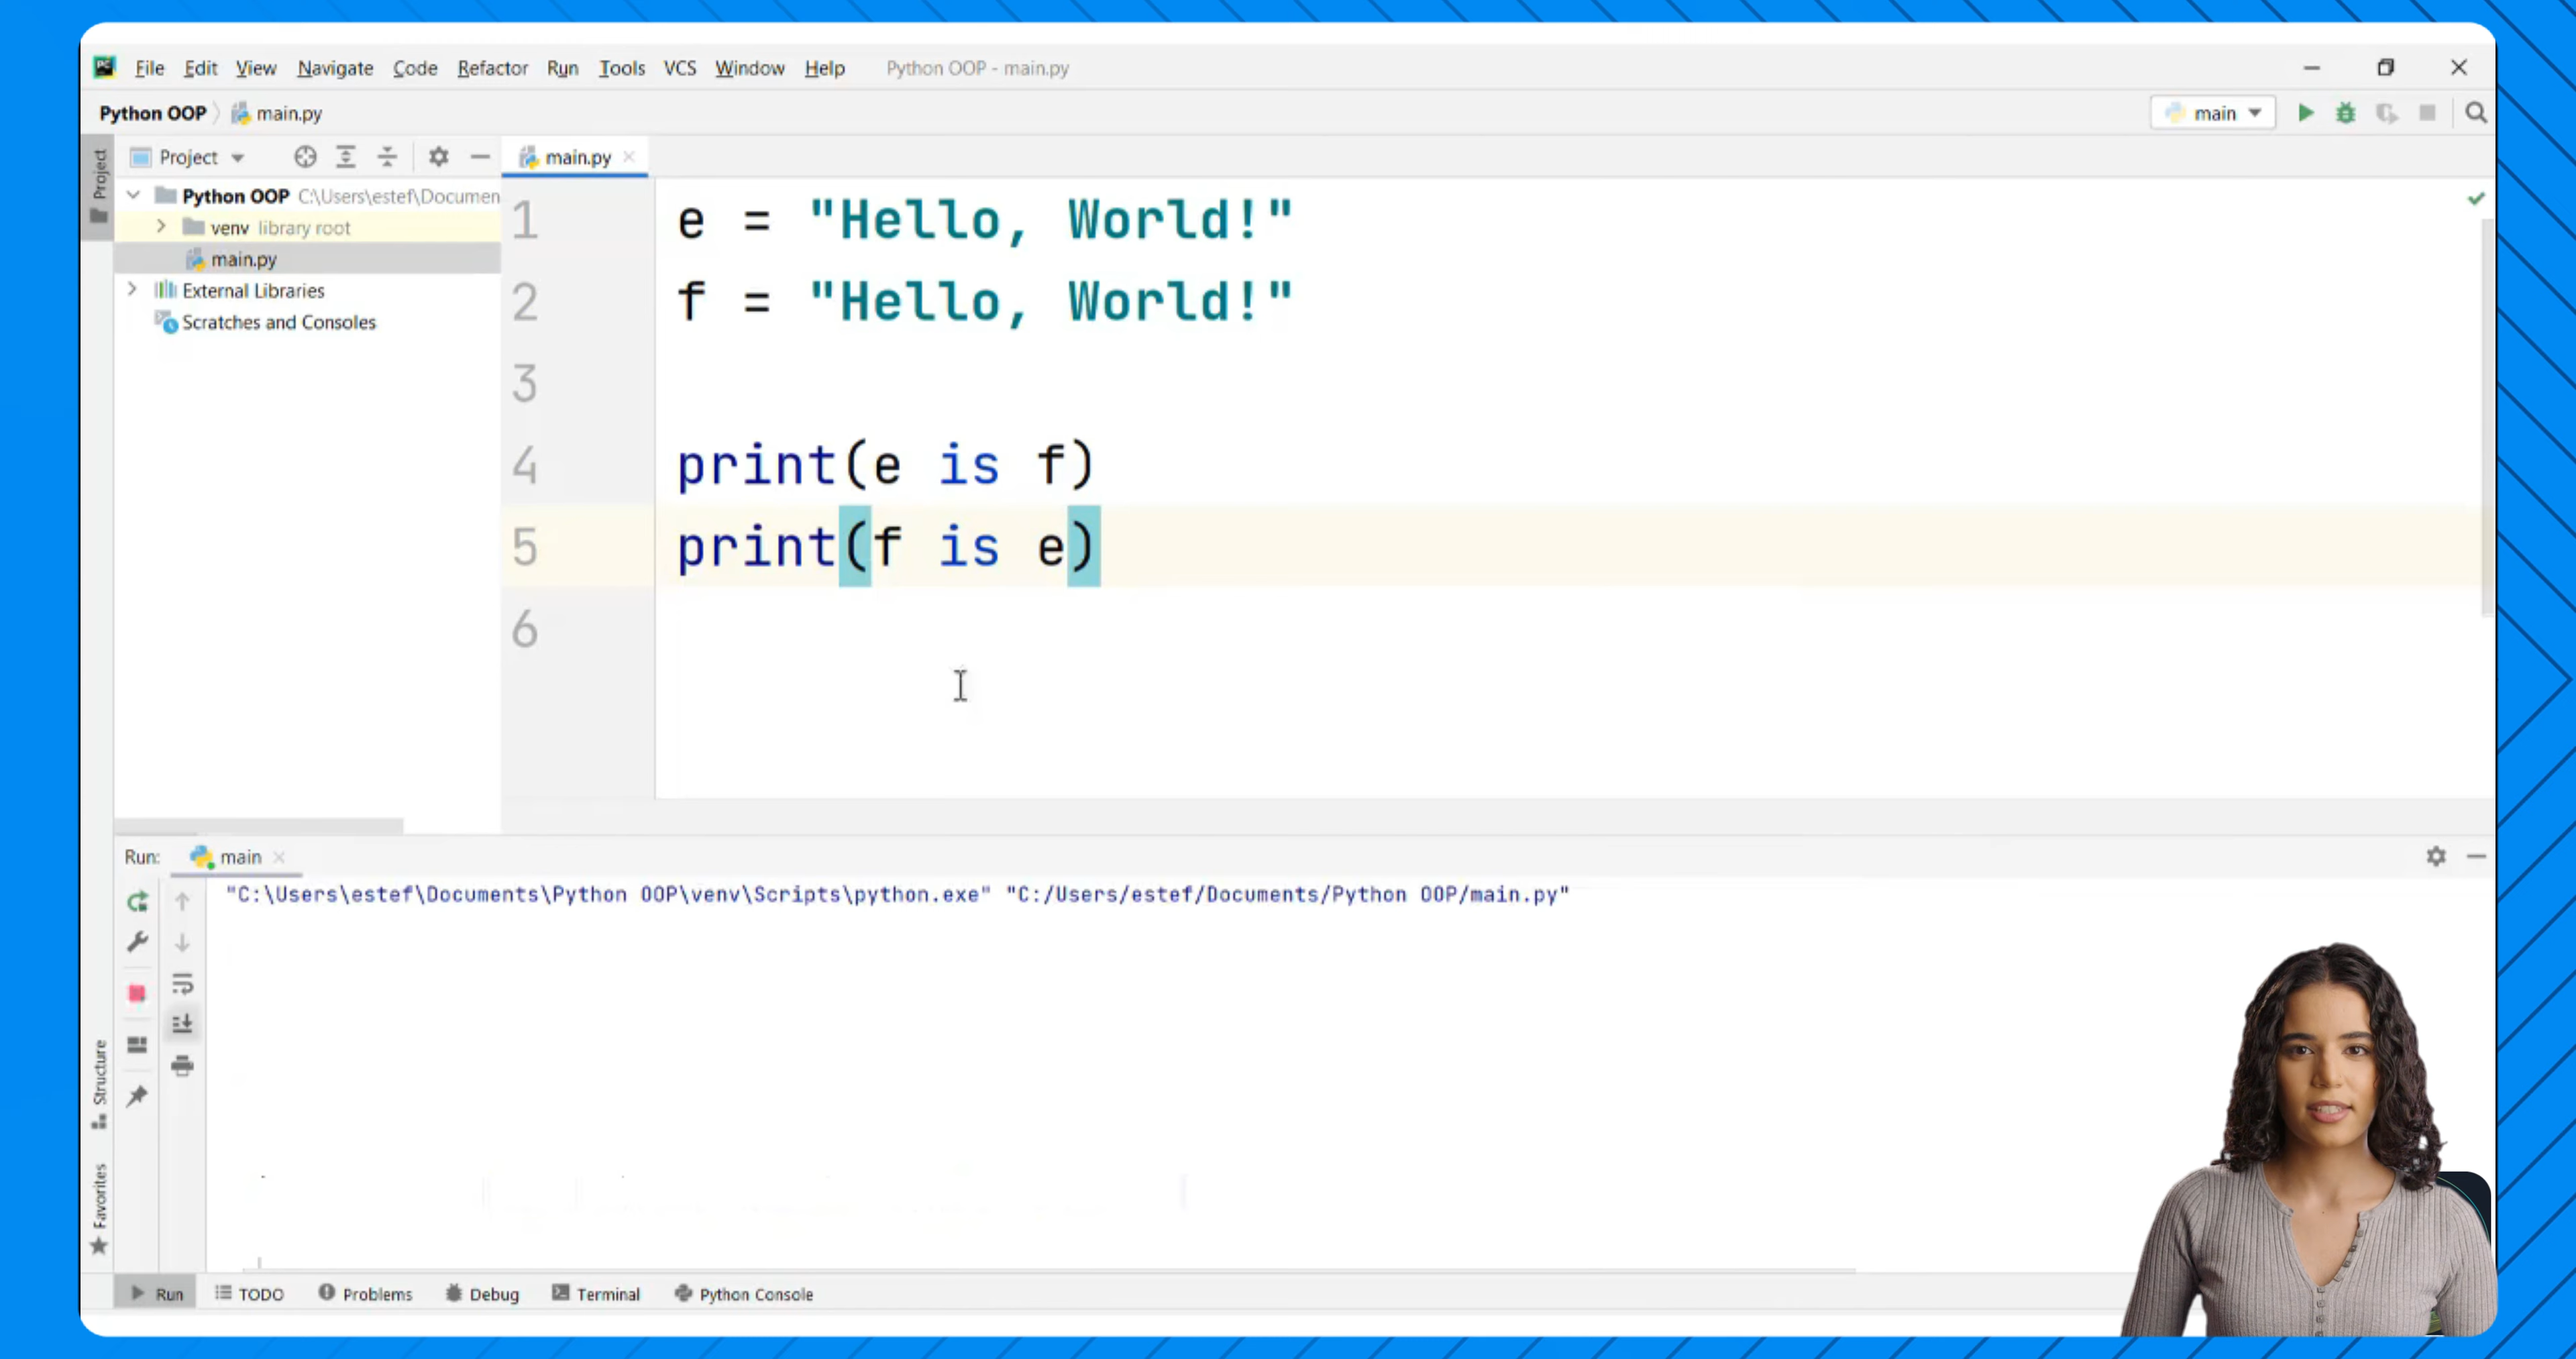 PC File Edit View Navigate Code Refactor Run Tools VCS Window Help Python OOP - main.py
Python OOP main.py main
Project
Project main.py
Python OOP C:\Users\estef\Documen
venv library root
main.py
External Libraries
Scratches and Consoles
1 e = "Hello, World!"
2 f = "Hello, World!"
3
4 print(e is f)
5 print(f is e)
6
Run: main
"C:\Users\estef\Documents\Python OOP\venv\Scripts\python.exe" "C:/Users/estef/Documents/Python OOP/main.py"
Structure
Favorites
Run TODO Problems Debug Terminal Python Console